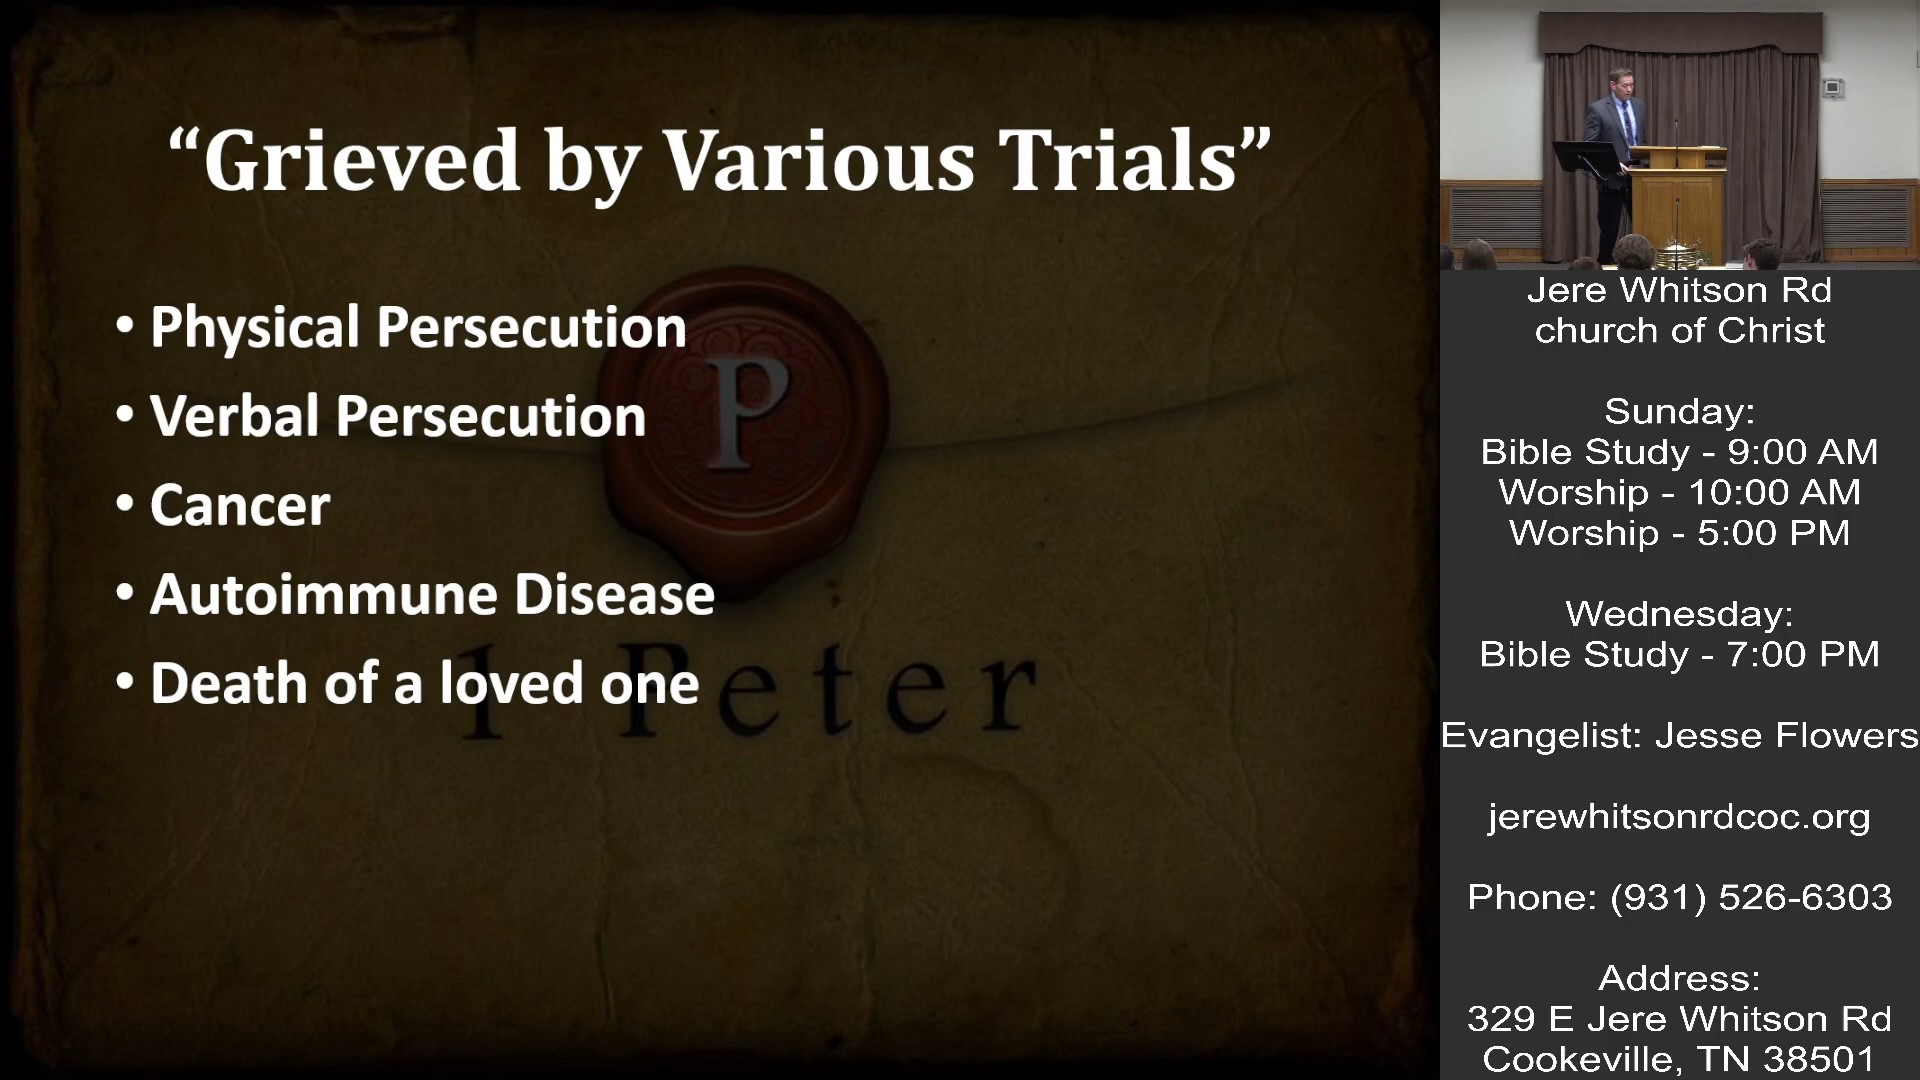 “Grieved by Various Trials”
• Physical Persecution
• Verbal Persecution
• Cancer
• Autoimmune Disease
• Death of a loved one
P
1 Peter
Jere Whitson Rd
church of Christ
Sunday:
Bible Study - 9:00 AM
Worship - 10:00 AM
Worship - 5:00 PM
Wednesday:
Bible Study - 7:00 PM
Evangelist: Jesse Flowers
jerewhitsonrdcoc.org
Phone: (931) 526-6303
Address:
329 E Jere Whitson Rd
Cookeville, TN 38501